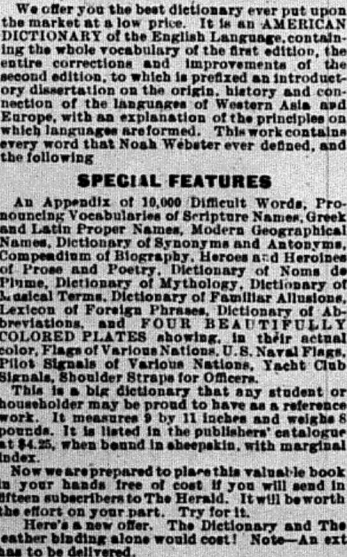 We offer you the best dictionary ever put upon
the market at a low price. It is an AMERICAN
DICTIONARY of the English Language, contain-
ing the whole vocabulary of the first edition, the
entire corrections and improvements of the
second edition, to which is prefixed an introduct-
ory dissertation on the origin, history and con-
nection of the languages of Western Asia and
Europe, with an explanation of the principles on
which languages are formed. This work contains
every word that Noah Webster ever defined, and
the following
SPECIAL FEATURES
An Appendix of 10,000 Difficult Words, Pro-
nouncing Vocabularies of Scripture Names, Greek
and Latin Proper Names, Modern Geographical
Names, Dictionary of Synonyms and Antonyms,
Compendium of Biography, Heroes and Heroines
of Prose and Poetry, Dictionary of Noms de
Plume, Dictionary of Mythology, Dictionary of
Musical Terms, Dictionary of Familiar Allusions,
Lexicon of Foreign Phrases, Dictionary of Ab-
breviations, and FOUR BEAUTIFULLY
COLORED PLATES showing, in their actual
color, Flags of Various Nations, U.S. Naval Flags,
Pilot Signals of Various Nations, Yacht Club
Signals, Shoulder Straps for Officers.
This is a big dictionary that any student or
householder may be proud to have as a reference
work. It measures 9 by 11 inches and weighs 8
pounds. It is listed in the publishers' catalogue
at $4.25, when bound in sheepskin, with marginal
index.
Now we are prepared to place this valuable book
in your hands free of cost if you will send in
fifteen subscribers to The Herald. It will be worth
the effort on your part. Try for it.
Here's a new offer. The Dictionary and The
leather binding alone would cost! Note—An ext
has to be delivered.